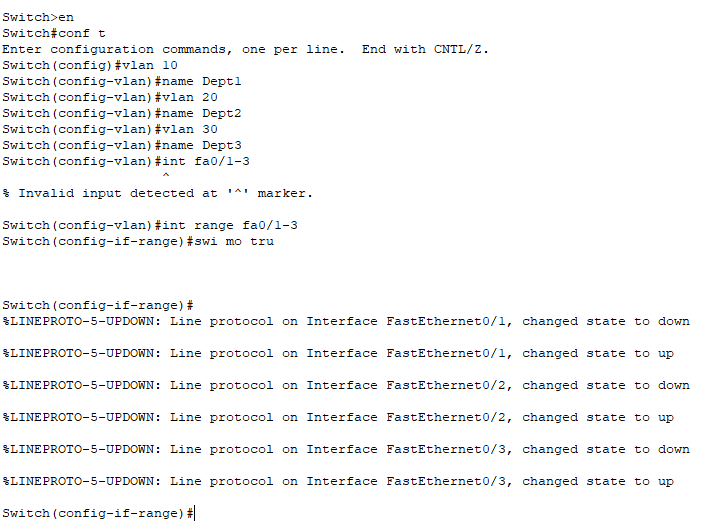 Switch>en
Switch#conf t
Enter configuration commands, one per line.  End with CNTL/Z.
Switch(config)#vlan 10
Switch(config-vlan)#name Dept1
Switch(config-vlan)#vlan 20
Switch(config-vlan)#name Dept2
Switch(config-vlan)#vlan 30
Switch(config-vlan)#name Dept3
Switch(config-vlan)#int fa0/1-3
                     ^
% Invalid input detected at '^' marker.
Switch(config-vlan)#int range fa0/1-3
Switch(config-if-range)#swi mo tru
Switch(config-if-range)#
%LINEPROTO-5-UPDOWN: Line protocol on Interface FastEthernet0/1, changed state to down
%LINEPROTO-5-UPDOWN: Line protocol on Interface FastEthernet0/1, changed state to up
%LINEPROTO-5-UPDOWN: Line protocol on Interface FastEthernet0/2, changed state to down
%LINEPROTO-5-UPDOWN: Line protocol on Interface FastEthernet0/2, changed state to up
%LINEPROTO-5-UPDOWN: Line protocol on Interface FastEthernet0/3, changed state to down
%LINEPROTO-5-UPDOWN: Line protocol on Interface FastEthernet0/3, changed state to up
Switch(config-if-range)#